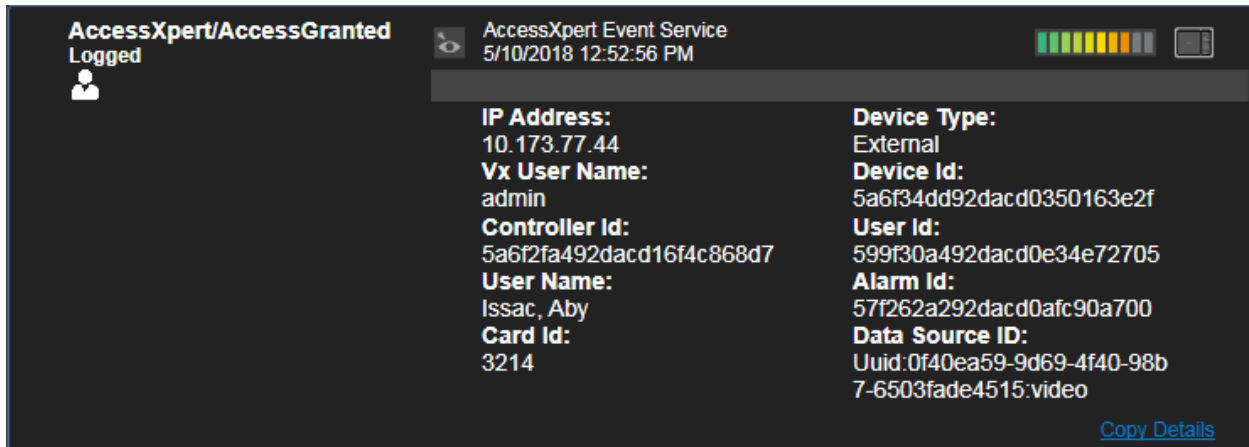 AccessXpert/AccessGranted
Logged
AccessXpert Event Service
5/10/2018 12:52:56 PM
IP Address:
10.173.77.44
Vx User Name:
admin
Controller Id:
5a6f2fa492dacd16f4c868d7
User Name:
Issac, Aby
Card Id:
3214
Device Type:
External
Device Id:
5a6f34dd92dacd0350163e2f
User Id:
599f30a492dacd0e34e72705
Alarm Id:
57f262a292dacd0afc90a700
Data Source ID:
Uuid:0f40ea59-9d69-4f40-98b
7-6503fade4515:video
Copy Details